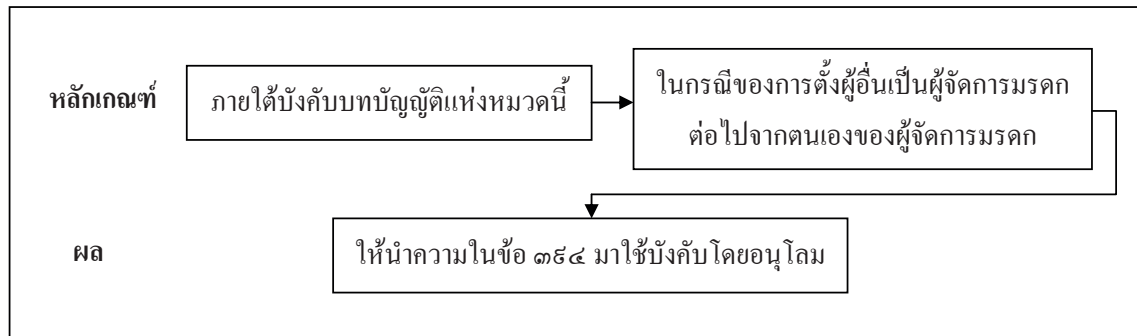 หลักเกณฑ์
ภายใต้บังคับบทบัญญัติแห่งหมวดนี้
ในกรณีของการตั้งผู้อื่นเป็นผู้จัดการมรดก
ต่อไปจากตนเองของผู้จัดการมรดก
ผล
ให้นำความในข้อ ๓๙๔ มาใช้บังคับโดยอนุโลม